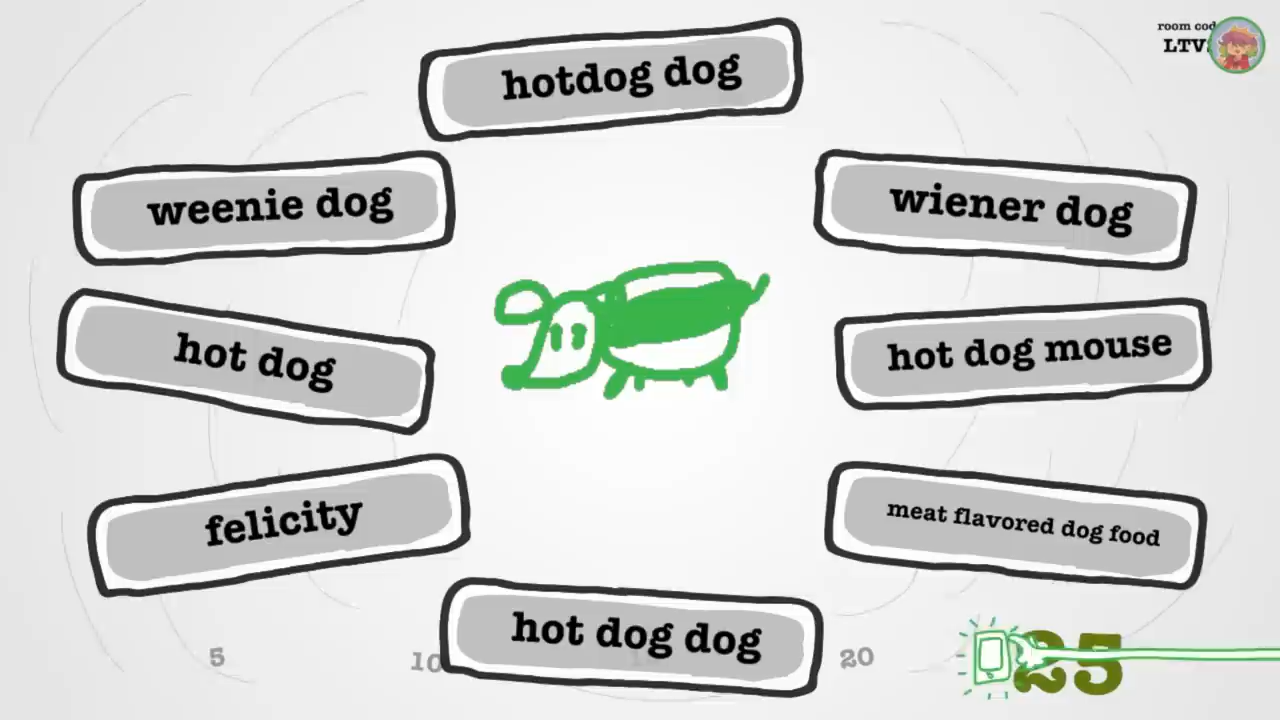 room cod
LTV
hotdog dog
weenie dog
wiener dog
hot dog
hot dog mouse
felicity
meat flavored dog food
hot dog dog
5
10
20
25